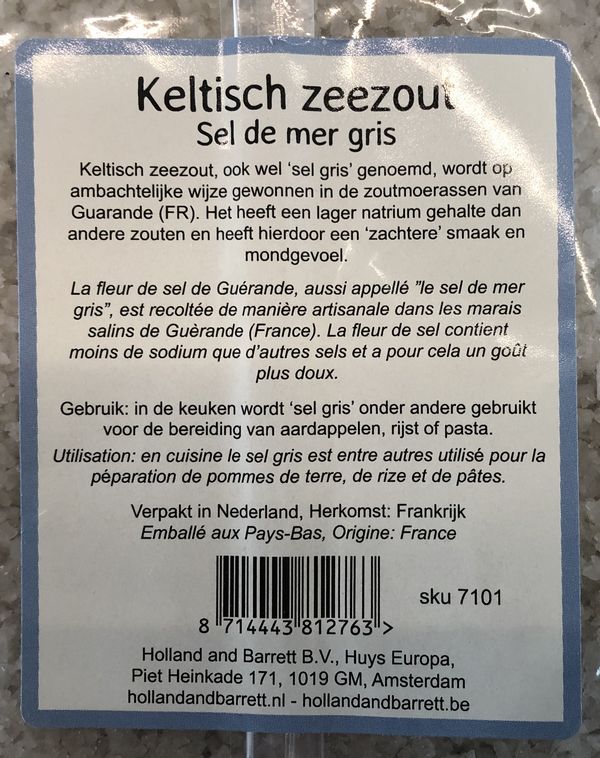 Keltisch zeezout
Sel de mer gris
Keltisch zeezout, ook wel 'sel gris' genoemd, wordt op
ambachtelijke wijze gewonnen in de zoutmoerassen van
Guarande (FR). Het heeft een lager natrium gehalte dan
andere zouten en heeft hierdoor een 'zachtere' smaak en
mondgevoel.
La fleur de sel de Guérande, aussi appellé "le sel de mer
gris", est recoltée de manière artisanale dans les marais
salins de Guèrande (France). La fleur de sel contient
moins de sodium que d'autres sels et a pour cela un goût
plus doux.
Gebruik: in de keuken wordt 'sel gris' onder andere gebruikt
voor de bereiding van aardappelen, rijst of pasta.
Utilisation: en cuisine le sel gris est entre autres utilisé pour la
péparation de pommes de terre, de rize et de pâtes.
Verpakt in Nederland, Herkomst: Frankrijk
Emballé aux Pays-Bas, Origine: France
sku 7101
8 714443 812763 >
Holland and Barrett B.V., Huys Europa,
Piet Heinkade 171, 1019 GM, Amsterdam
hollandandbarrett.nl - hollandandbarrett.be